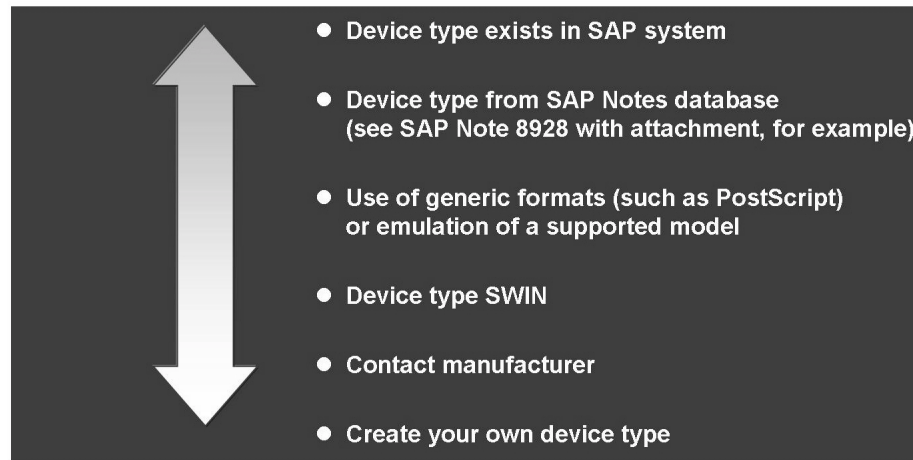 ● Device type exists in SAP system
● Device type from SAP Notes database
(see SAP Note 8928 with attachment, for example)
● Use of generic formats (such as PostScript)
or emulation of a supported model
● Device type SWIN
● Contact manufacturer
● Create your own device type